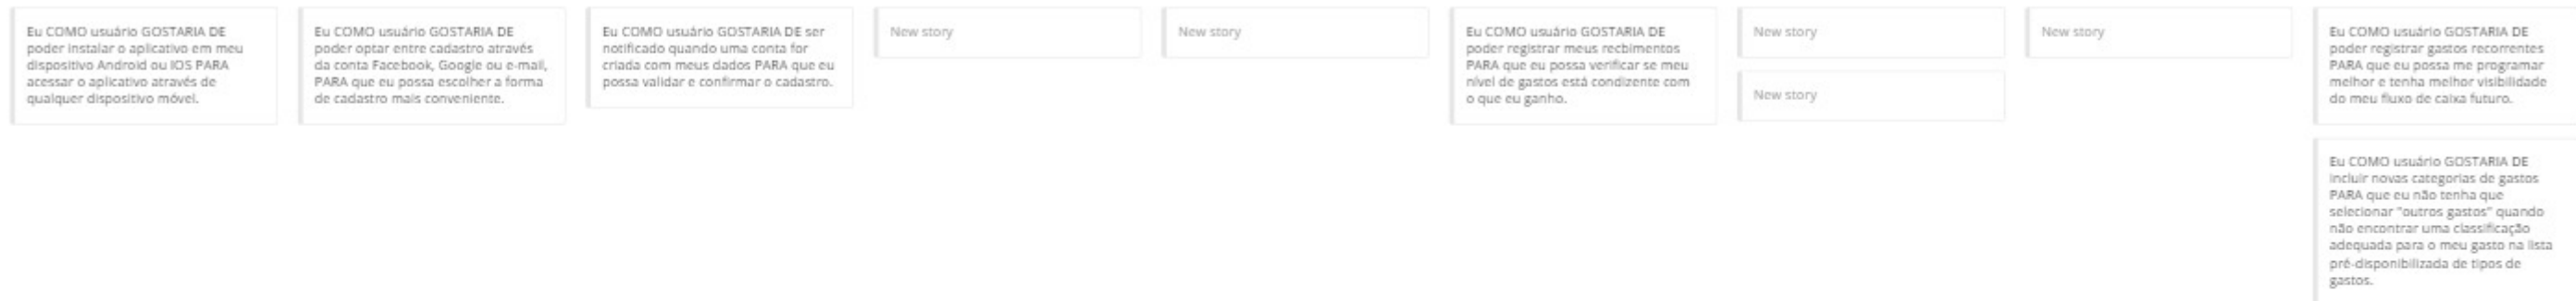 Eu COMO usuário GOSTARIA DE
poder instalar o aplicativo em meu
dispositivo Android ou IOS PARA
acessar o aplicativo através de
qualquer dispositivo móvel.
Eu COMO usuário GOSTARIA DE
poder optar entre cadastro através
da conta Facebook, Google ou e-mail,
PARA que eu possa escolher a forma
de cadastro mais conveniente.
Eu COMO usuário GOSTARIA DE ser
notificado quando uma conta for
criada com meus dados PARA que eu
possa validar e confirmar o cadastro.
New story
New story
Eu COMO usuário GOSTARIA DE
poder registrar meus recbimentos
PARA que eu possa verificar se meu
nível de gastos está condizente com
o que eu ganho.
New story
New story
New story
Eu COMO usuário GOSTARIA DE
poder registrar gastos recorrentes
PARA que eu possa me programar
melhor e tenha melhor visibilidade
do meu fluxo de caixa futuro.
Eu COMO usuário GOSTARIA DE
incluir novas categorias de gastos
PARA que eu não tenha que
selecionar "outros gastos" quando
não encontrar uma classificação
adequada para o meu gasto na lista
pré-disponibilizada de tipos de
gastos.